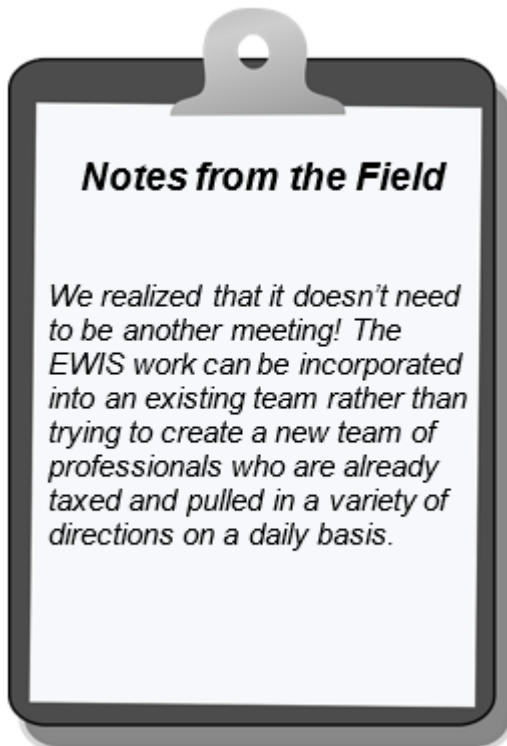 Notes from the Field
We realized that it doesn’t need
to be another meeting! The
EWIS work can be incorporated
into an existing team rather than
trying to create a new team of
professionals who are already
taxed and pulled in a variety of
directions on a daily basis.